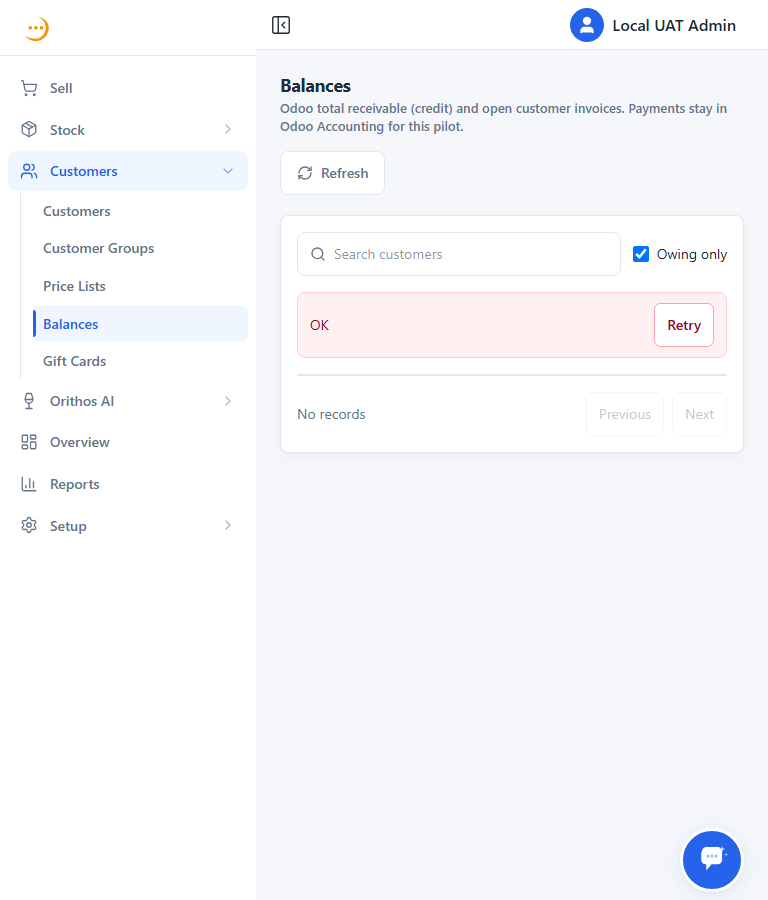 Local UAT Admin
Sell
Stock
Customers
Customers
Customer Groups
Price Lists
Balances
Gift Cards
Orithos AI
Overview
Reports
Setup
Balances
Odoo total receivable (credit) and open customer invoices. Payments stay in
Odoo Accounting for this pilot.
Refresh
Search customers
Owing only
OK
Retry
No records
Previous
Next